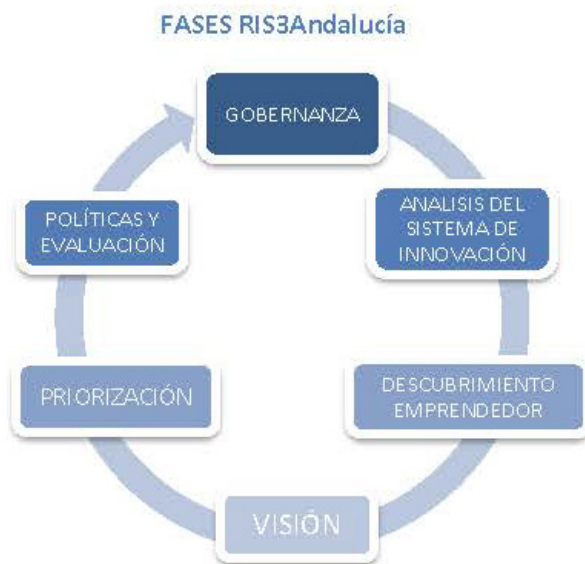 FASES RIS3Andalucía
GOBERNANZA
ANALISIS DEL
SISTEMA DE
INNOVACIÓN
DESCUBRIMIENTO
EMPRENDEDOR
VISIÓN
PRIORIZACIÓN
POLÍTICAS Y
EVALUACIÓN